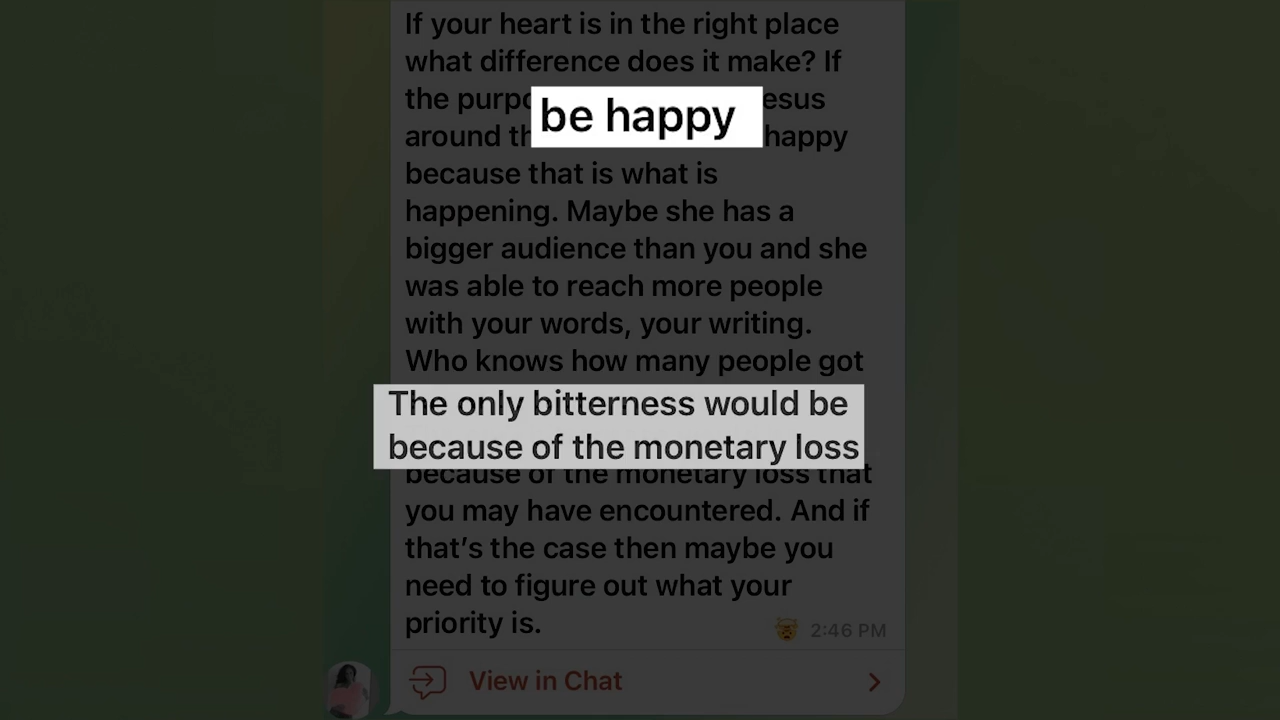 If your heart is in the right place
what difference does it make? If
the purpo
esus
be happy
around th
happy
because that is what is
happening. Maybe she has a
bigger audience than you and she
was able to reach more people
with your words, your writing.
Who knows how many people got
The only bitterness would be
because of the monetary loss
because of the monetary loss that
you may have encountered. And if
that’s the case then maybe you
need to figure out what your
priority is.
2:46 PM
View in Chat